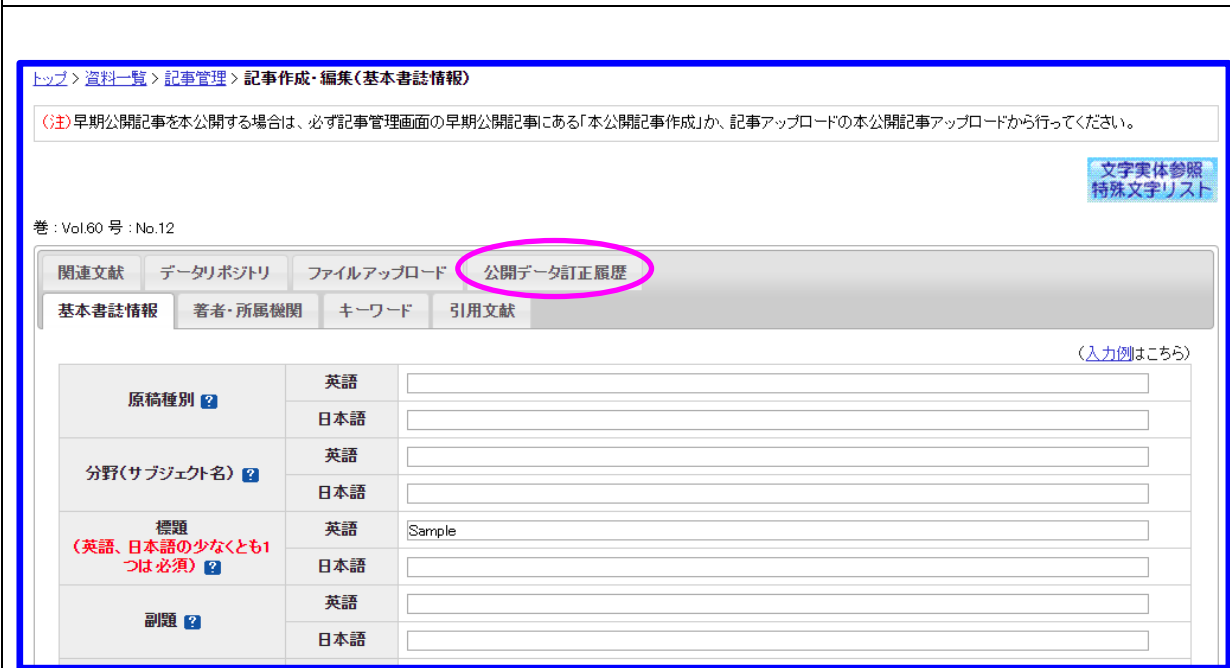 トップ > 資料一覧 > 記事管理 > 記事作成・編集(基本書誌情報)
(注)早期公開記事を本公開する場合は、必ず記事管理画面の早期公開記事にある「本公開記事作成」か、記事アップロードの本公開記事アップロードから行ってください。
文字実体参照
特殊文字リスト
巻 : Vol.60 号 : No.12
関連文献 データリポジトリ ファイルアップロード 公開データ訂正履歴
基本書誌情報 著者・所属機関 キーワード 引用文献
(入力例はこちら)
原稿種別 ?
英語
日本語
分野(サブジェクト名) ?
英語
日本語
標題
(英語、日本語の少なくとも1
つは必須) ?
英語 Sample
日本語
副題 ?
英語
日本語